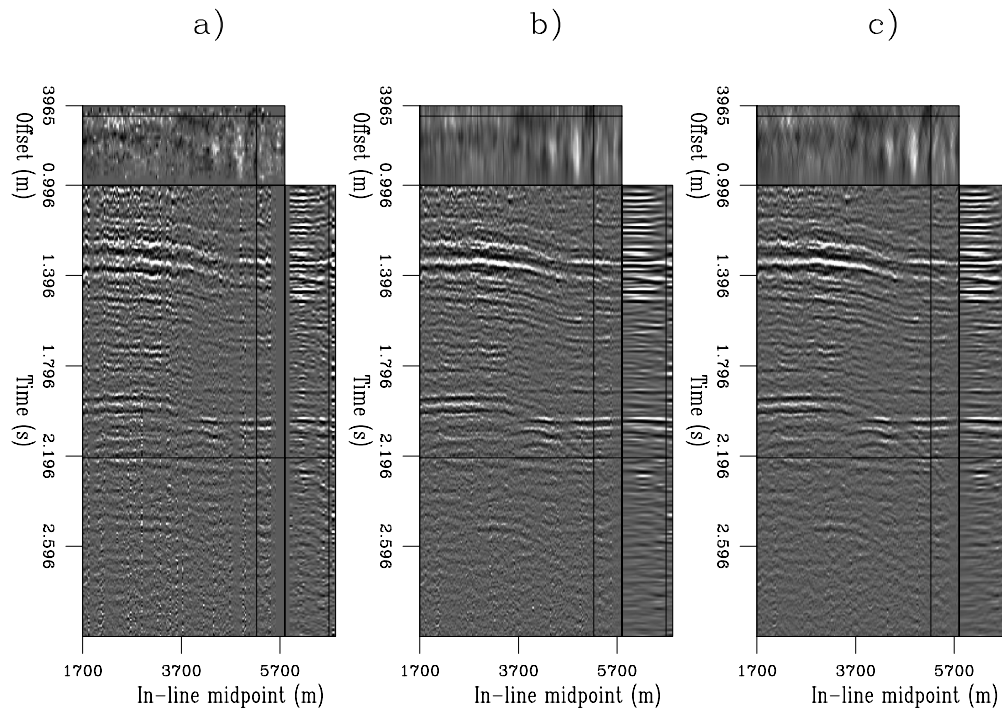 a) b) c)
3965 3965 3965
Offset (m) Offset (m) Offset (m)
0.996 0.996 0.996
1.396 1.396 1.396
1.796 1.796 1.796
Time (s) Time (s) Time (s)
2.196 2.196 2.196
2.596 2.596 2.596
1700 3700 5700 1700 3700 5700 1700 3700 5700
In-line midpoint (m) In-line midpoint (m) In-line midpoint (m)